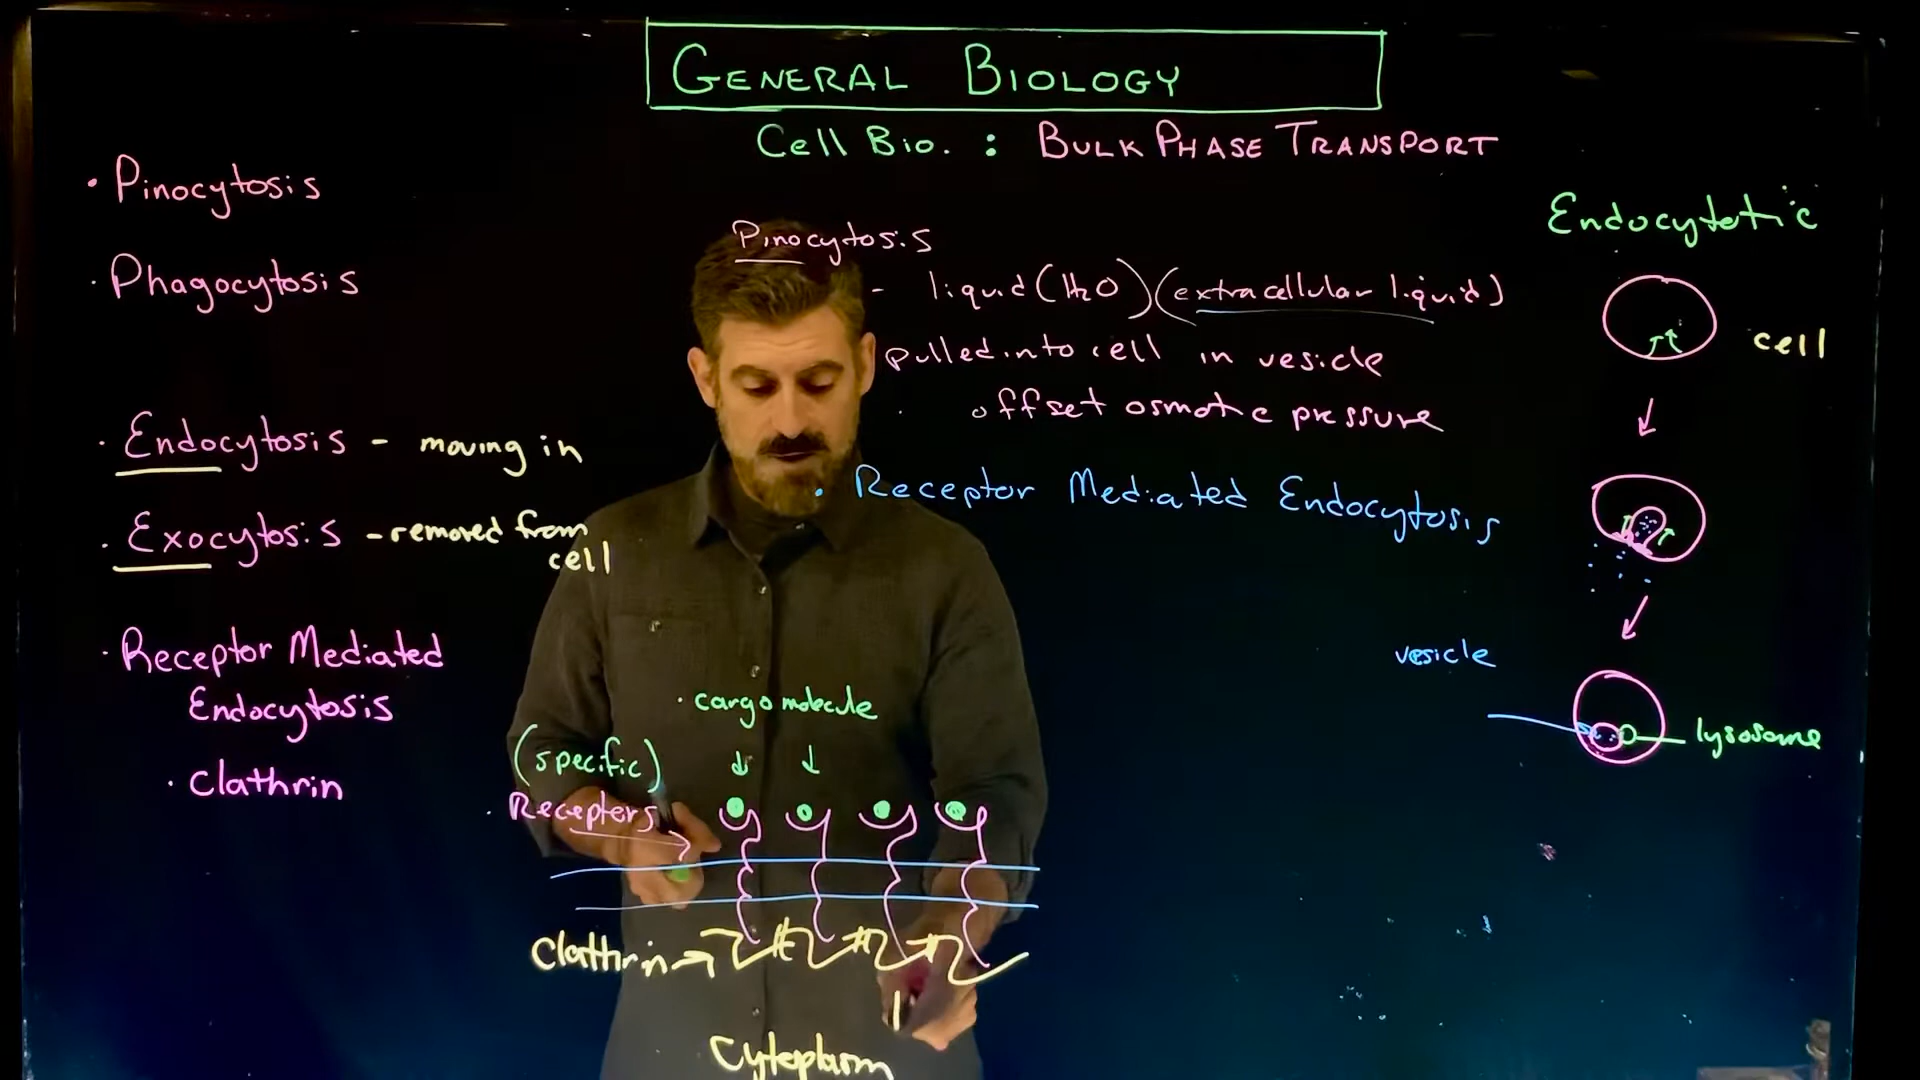 GENERAL BIOLOGY
Cell Bio. : BULK PHASE TRANSPORT
• Pinocytosis
• Phagocytosis
• Endocytosis - moving in
• Exocytosis - removed from
cell
• Receptor Mediated
Endocytosis
• Clathrin
Pinocytosis
- liquid (H2O) (extracellular liquid)
pulled into cell in vesicle
offset osmotic pressure
• Receptor Mediated Endocytosis
• cargo molecule
(specific)
• Recepters
Clathrin
Cytoplasm
Endocytotic
cell
vesicle
lysosome